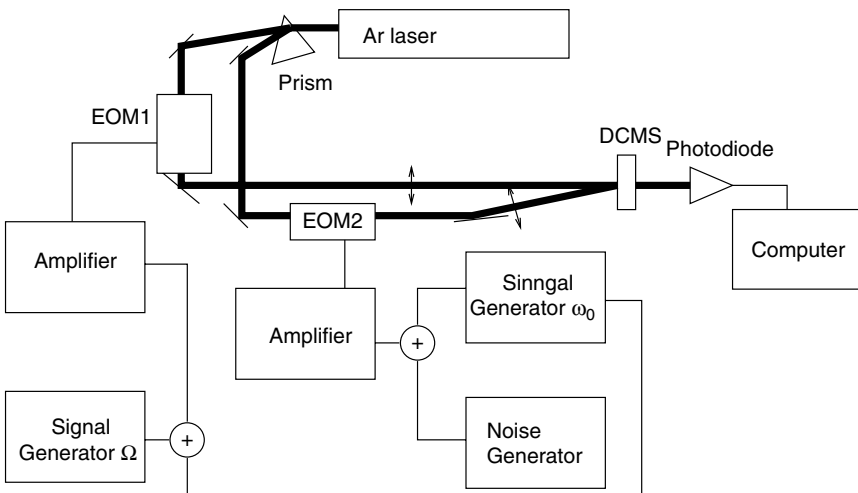 Ar laser
Prism
EOM1
DCMS
Photodiode
EOM2
Amplifier
Computer
Sinngal
Generator ω0
Amplifier
+
Signal
Generator Ω
+
Noise
Generator